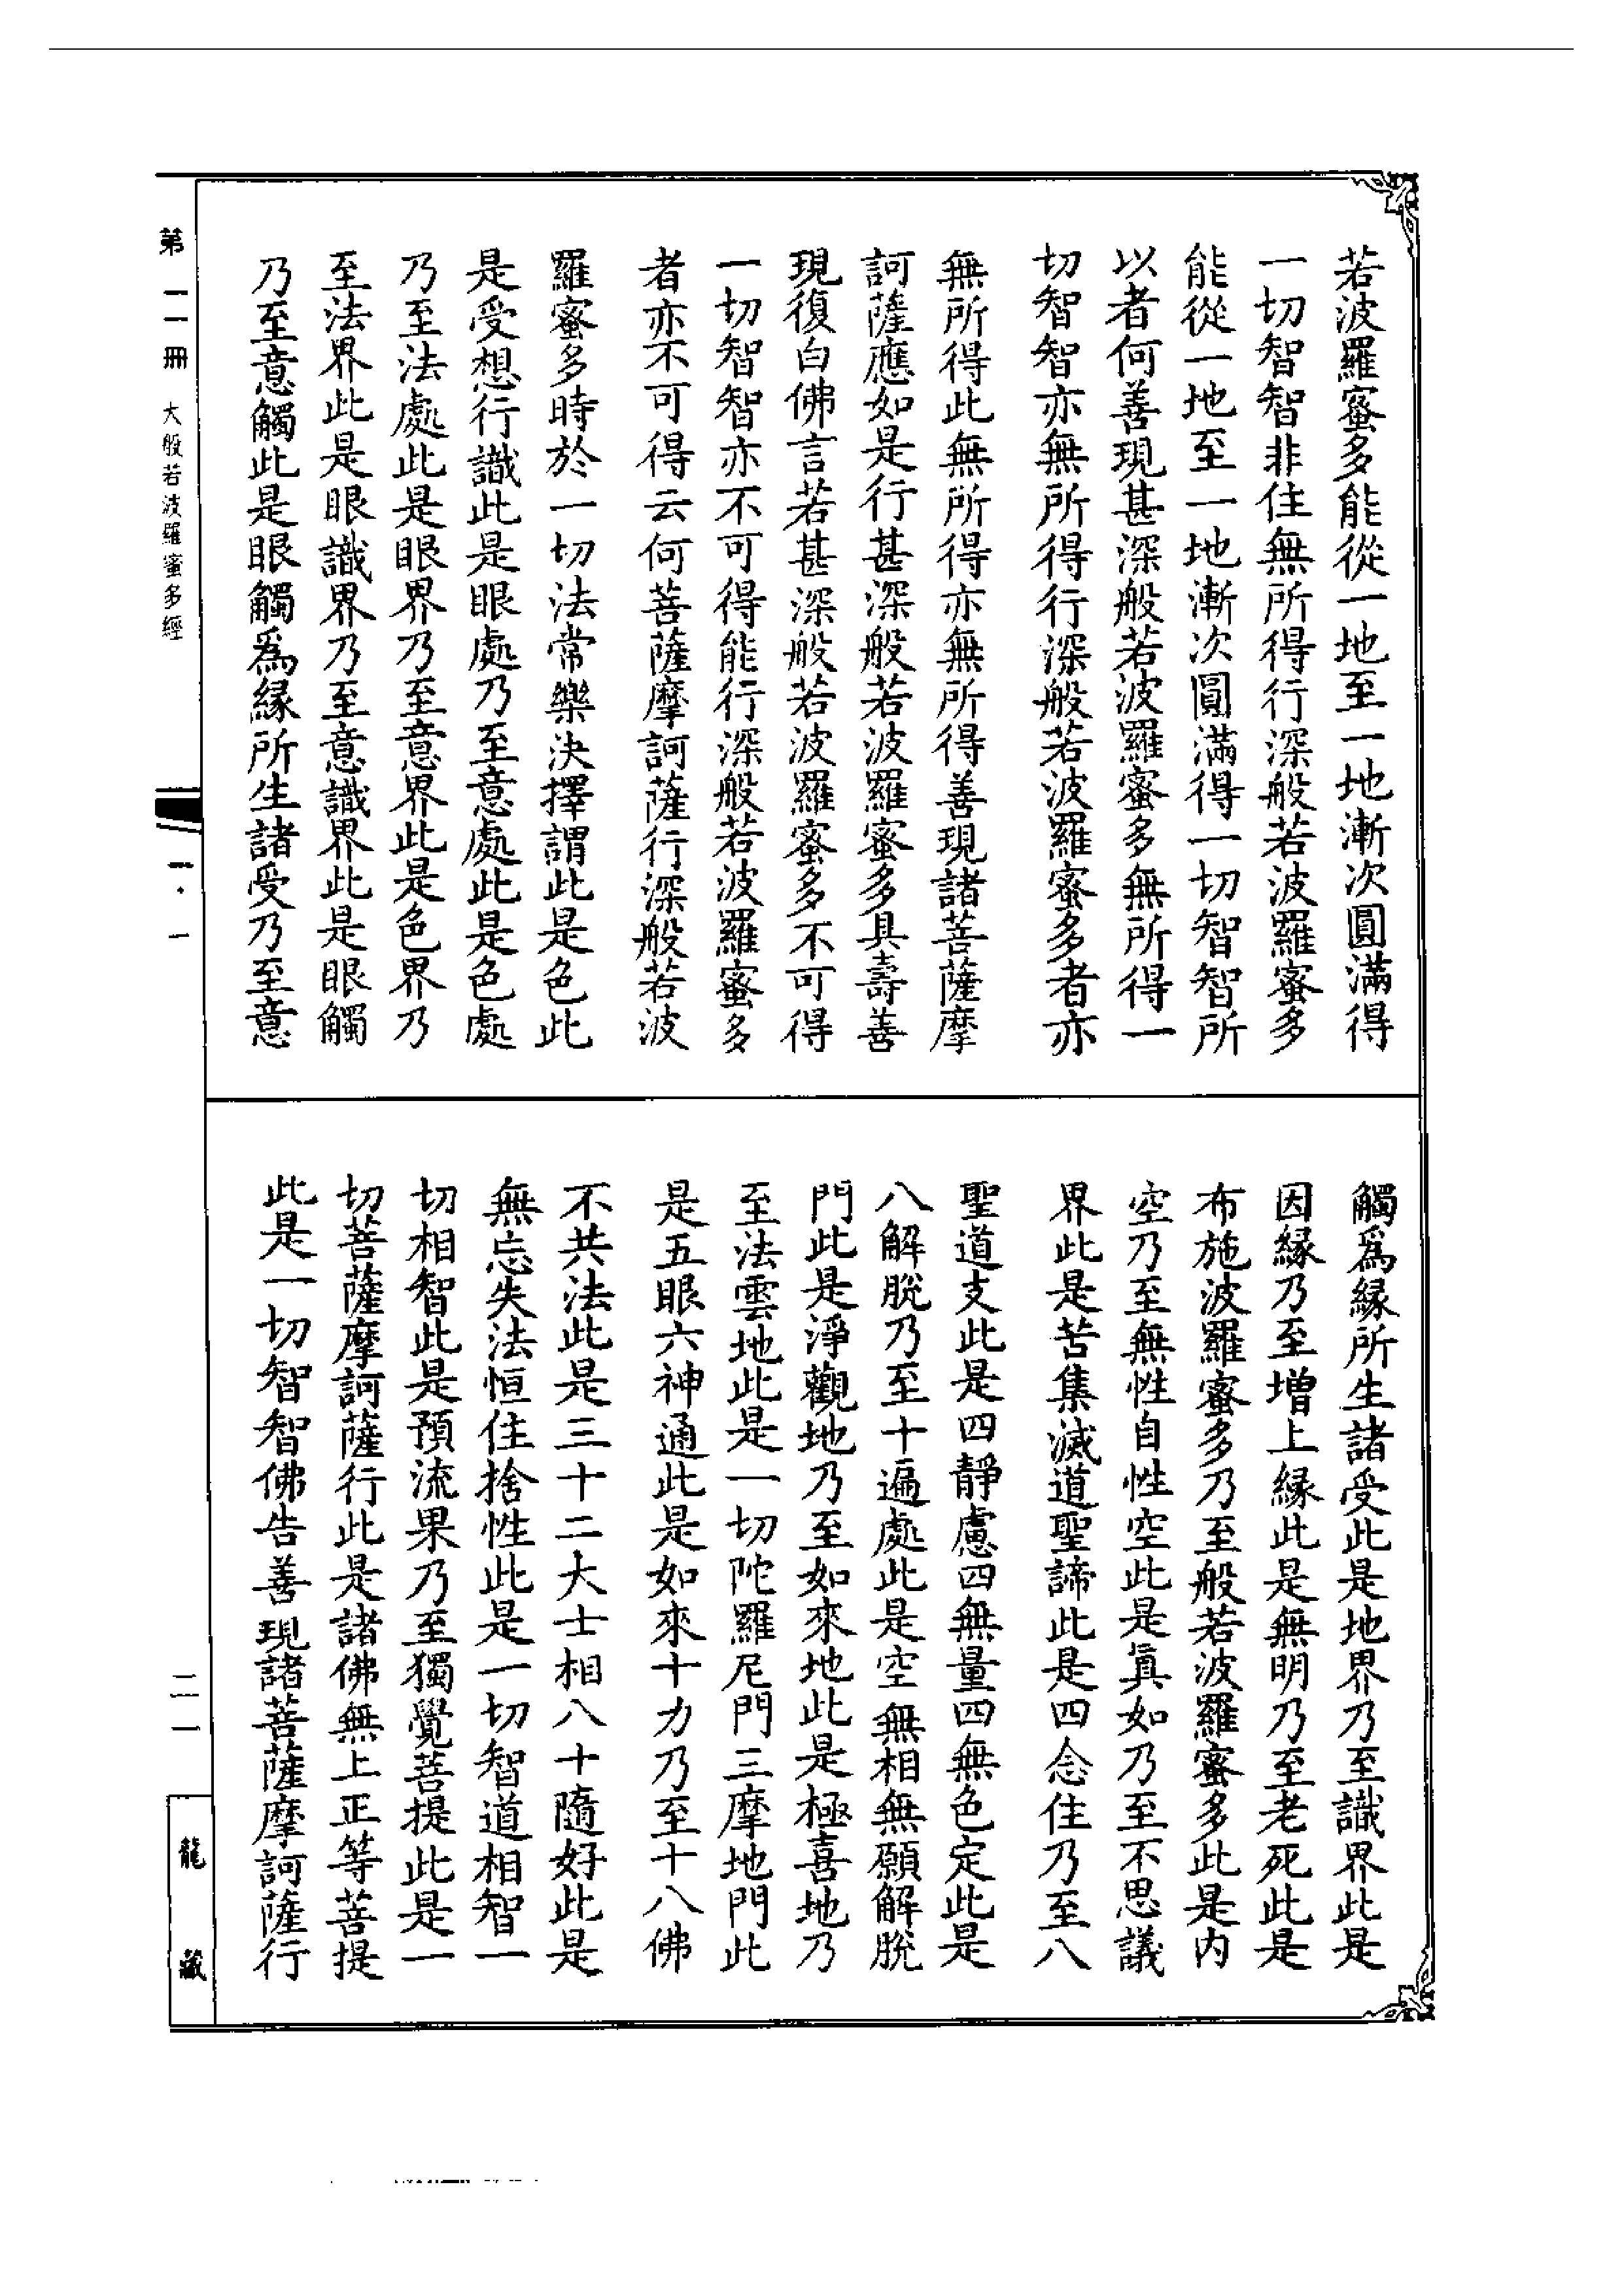 若波羅蜜多能從一地至一地漸次圓滿得
一切智智非住無所得行深般若波羅蜜多
能從一地至一地漸次圓滿得一切智智所
以者何善現甚深般若波羅蜜多無所得一
切智智亦無所得行深般若波羅蜜多者亦
無所得此無所得亦無所得善現諸菩薩摩
訶薩應如是行甚深般若波羅蜜多具壽善
現復白佛言若甚深般若波羅蜜多不可得
一切智智亦不可得能行深般若波羅蜜多
者亦不可得云何菩薩摩訶薩行深般若波
羅蜜多時於一切法常樂決擇謂此是色此
是受想行識此是眼處乃至意處此是色處
乃至法處此是眼界乃至意界此是色界乃
至法界此是眼識界乃至意識界此是眼觸
乃至意觸此是眼觸爲緣所生諸受乃至意
觸爲緣所生諸受此是地界乃至識界此是
因緣乃至增上緣此是無明乃至老死此是
布施波羅蜜多乃至般若波羅蜜多此是內
空乃至無性自性空此是眞如乃至不思議
界此是苦集滅道聖諦此是四念住乃至八
聖道支此是四靜慮四無量四無色定此是
八解脫乃至十遍處此是空無相無願解脫
門此是淨觀地乃至如來地此是極喜地乃
至法雲地此是一切陀羅尼門三摩地門此
是五眼六神通此是如來十力乃至十八佛
不共法此是三十二大士相八十隨好此是
無忘失法恒住捨性此是一切智道相智一
切相智此是預流果乃至獨覺菩提此是一
切菩薩摩訶薩行此是諸佛無上正等菩提
此是一切智智佛告善現諸菩薩摩訶薩行
第一一冊 大般若波羅蜜多經
一·一
二一
龍藏